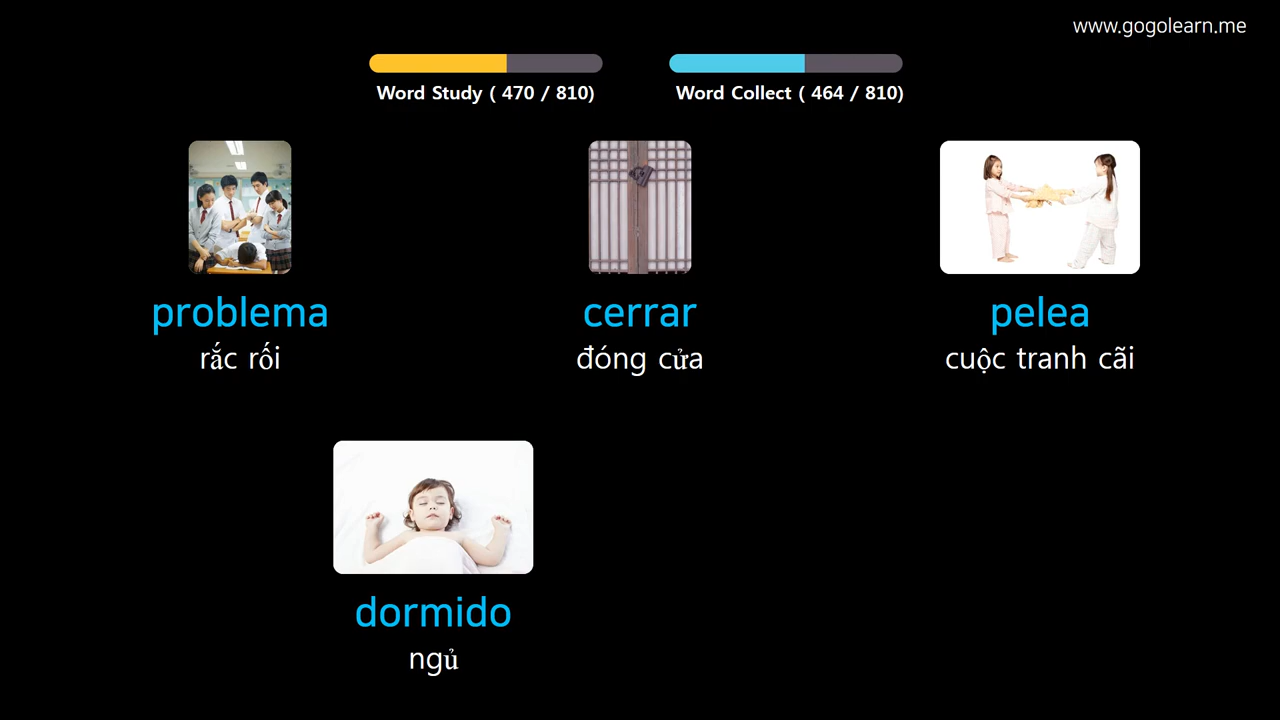 www.gogolearn.me
Word Study ( 470 / 810)
Word Collect ( 464 / 810)
problema
rắc rối
cerrar
đóng cửa
pelea
cuộc tranh cãi
dormido
ngủ